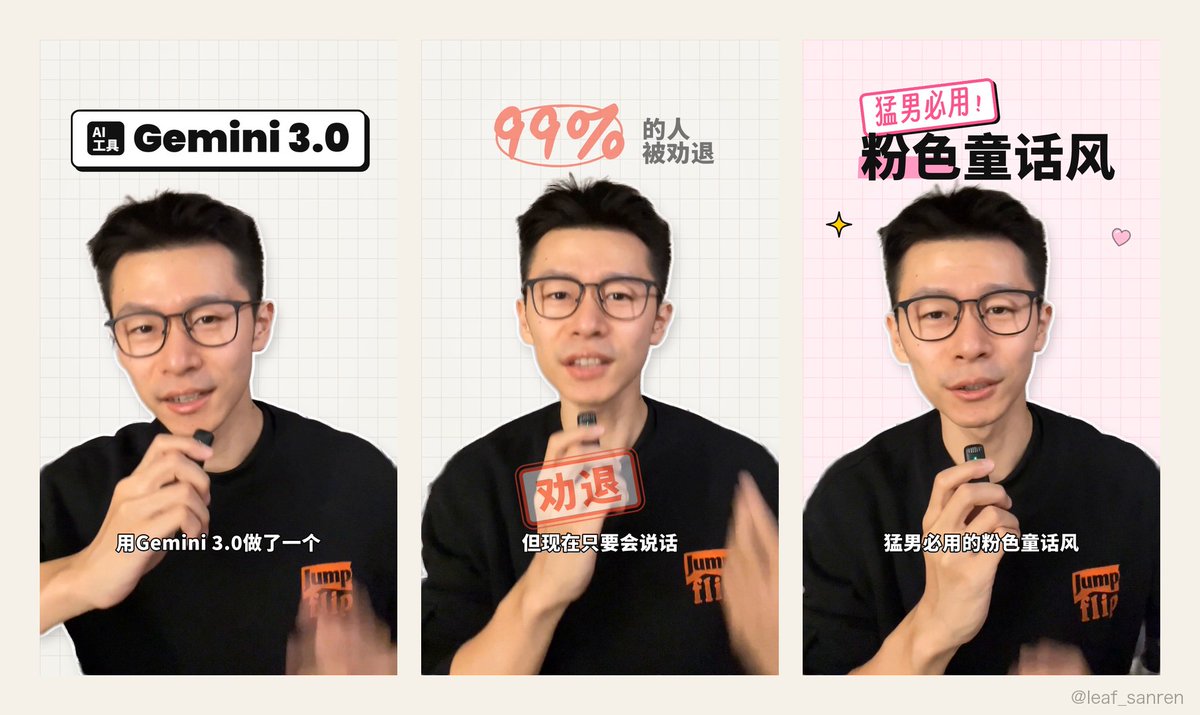 AI
工具
Gemini 3.0
用Gemini 3.0做了一个
Jump
flip
99%
的人
被劝退
劝退
但现在只要会说话
Jump
flip
猛男必用!
粉色童话风
猛男必用的粉色童话风
Jump
flip
@leaf_sanren